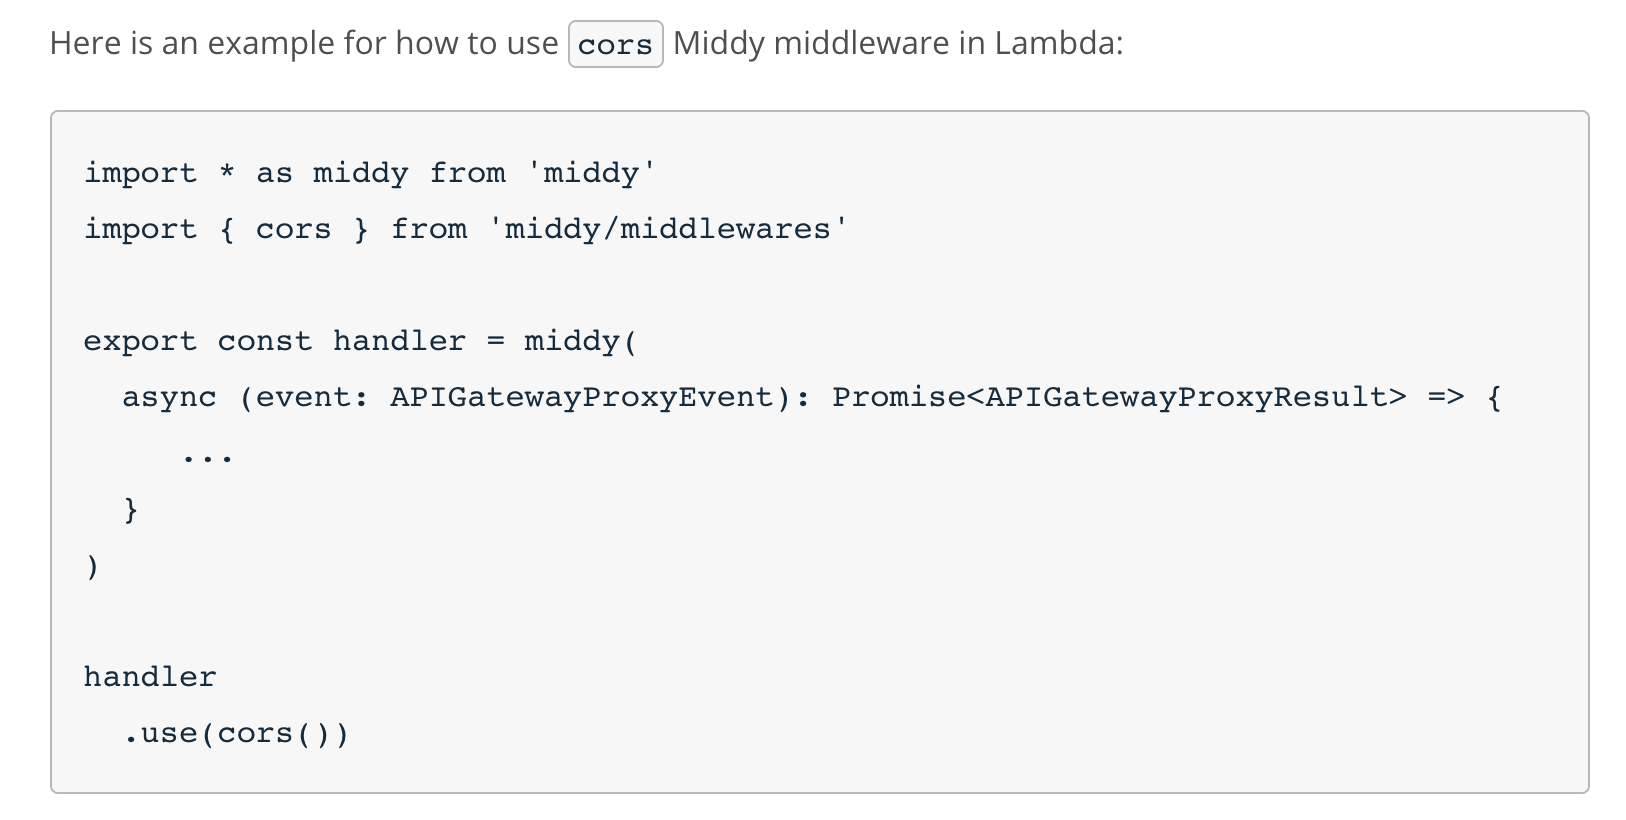 Here is an example for how to use cors Middy middleware in Lambda:
import * as middy from 'middy'
import { cors } from 'middy/middlewares'
export const handler = middy(
  async (event: APIGatewayProxyEvent): Promise<APIGatewayProxyResult> => {
     ...
  }
)
handler
  .use(cors())